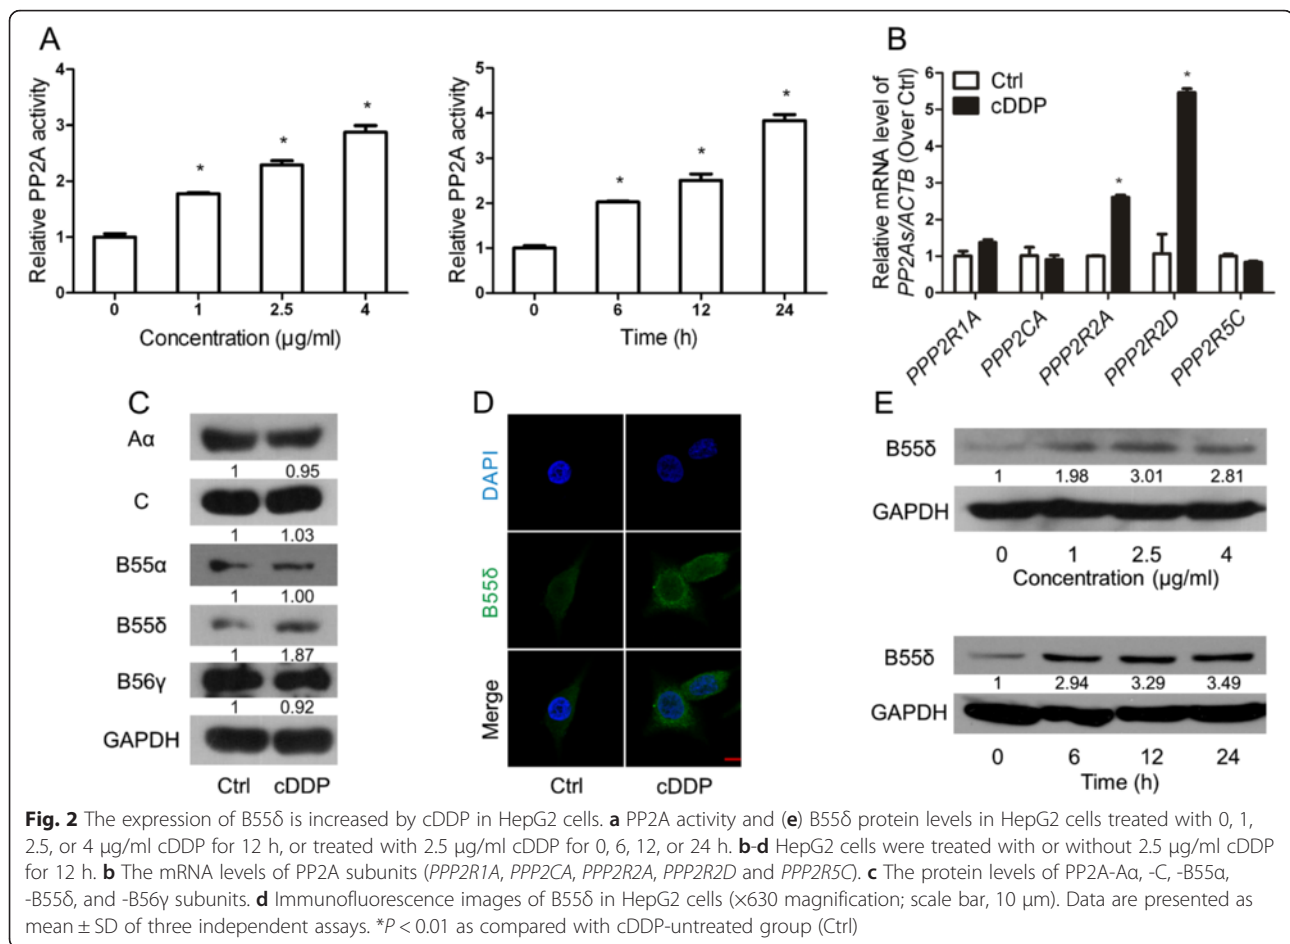 A
Relative PP2A activity
4
3
2
1
0
*
*
*
0 1 2.5 4
Concentration (μg/ml)
Relative PP2A activity
5
4
3
2
1
0
*
*
*
0 6 12 24
Time (h)
B
Relative mRNA level of
PP2As/ACTB (Over Ctrl)
6
5
4
3
2
1
0
Ctrl
cDDP
*
*
PPP2R1A
PPP2CA
PPP2R2A
PPP2R2D
PPP2R5C
C
Aα
1 0.95
C
1 1.03
B55α
1 1.00
B55δ
1 1.87
B56γ
1 0.92
GAPDH
Ctrl cDDP
D
DAPI
B55δ
Merge
Ctrl cDDP
E
B55δ
1 1.98 3.01 2.81
GAPDH
0 1 2.5 4
Concentration (μg/ml)
B55δ
1 2.94 3.29 3.49
GAPDH
0 6 12 24
Time (h)
Fig. 2 The expression of B55δ is increased by cDDP in HepG2 cells. a PP2A activity and (e) B55δ protein levels in HepG2 cells treated with 0, 1,
2.5, or 4 μg/ml cDDP for 12 h, or treated with 2.5 μg/ml cDDP for 0, 6, 12, or 24 h. b-d HepG2 cells were treated with or without 2.5 μg/ml cDDP
for 12 h. b The mRNA levels of PP2A subunits (PPP2R1A, PPP2CA, PPP2R2A, PPP2R2D and PPP2R5C). c The protein levels of PP2A-Aα, -C, -B55α,
-B55δ, and -B56γ subunits. d Immunofluorescence images of B55δ in HepG2 cells (×630 magnification; scale bar, 10 μm). Data are presented as
mean ± SD of three independent assays. *P < 0.01 as compared with cDDP-untreated group (Ctrl)